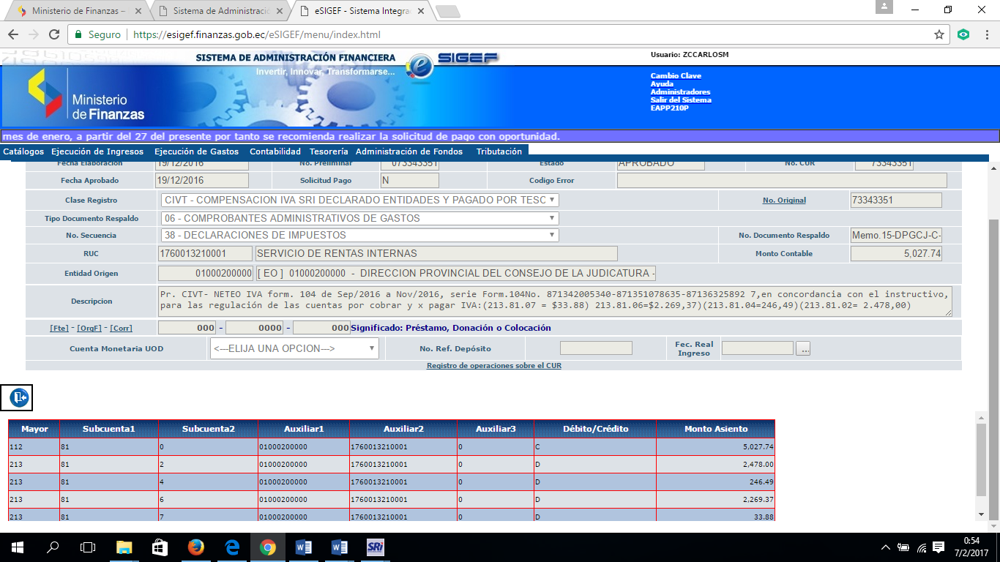 Ministerio de Finanzas –
Sistema de Administració
eSIGEF - Sistema Integra
Seguro https://esigef.finanzas.gob.ec/eSIGEF/menu/index.html
SISTEMA DE ADMINISTRACIÓN FINANCIERA
Invertir, Innovar, Transformarse...
e SIGEF
Ministerio
de Finanzas
Usuario: ZCCARLOSM
Cambio Clave
Ayuda
Administradores
Salir del Sistema
EAPP210P
mes de enero, a partir del 27 del presente por tanto se recomienda realizar la solicitud de pago con oportunidad.
Catálogos Ejecución de Ingresos Ejecución de Gastos Contabilidad Tesorería Administración de Fondos Tributación
Fecha Elaboración 19/12/2016 No. Preliminar 073343351 Estado APROBADO No. CUR 73343351
Fecha Aprobado 19/12/2016 Solicitud Pago N Codigo Error
Clase Registro CIVT - COMPENSACION IVA SRI DECLARADO ENTIDADES Y PAGADO POR TESO No. Original 73343351
Tipo Documento Respaldo 06 - COMPROBANTES ADMINISTRATIVOS DE GASTOS
No. Secuencia 38 - DECLARACIONES DE IMPUESTOS No. Documento Respaldo Memo.15-DPGCJ-C-
RUC 1760013210001 SERVICIO DE RENTAS INTERNAS Monto Contable 5,027.74
Entidad Origen 01000200000 [ EO ] 01000200000 - DIRECCION PROVINCIAL DEL CONSEJO DE LA JUDICATURA -
Descripcion Pr. CIVT- NETEO IVA form. 104 de Sep/2016 a Nov/2016, serie Form.104No. 871342005340-871351078635-87136325892 7,en concordancia con el instructivo,
para las regulación de las cuentas por cobrar y x pagar IVA:(213.81.07 = $33.88) 213.81.06=$2.269,37)(213.81.04=246,49)(213.81.02= 2.478,00)
[Fte] - [OrgF] - [Corr] 000 - 0000 - 000 Significado: Préstamo, Donación o Colocación
Cuenta Monetaria UOD <---ELIJA UNA OPCION---> No. Ref. Depósito Fec. Real
Ingreso ...
Registro de operaciones sobre el CUR
Mayor Subcuenta1 Subcuenta2 Auxiliar1 Auxiliar2 Auxiliar3 Débito/Crédito Monto Asiento
112 81 0 01000200000 1760013210001 0 C 5,027.74
213 81 2 01000200000 1760013210001 0 D 2,478.00
213 81 4 01000200000 1760013210001 0 D 246.49
213 81 6 01000200000 1760013210001 0 D 2,269.37
213 81 7 01000200000 1760013210001 0 D 33.88
SRi
0:54
7/2/2017